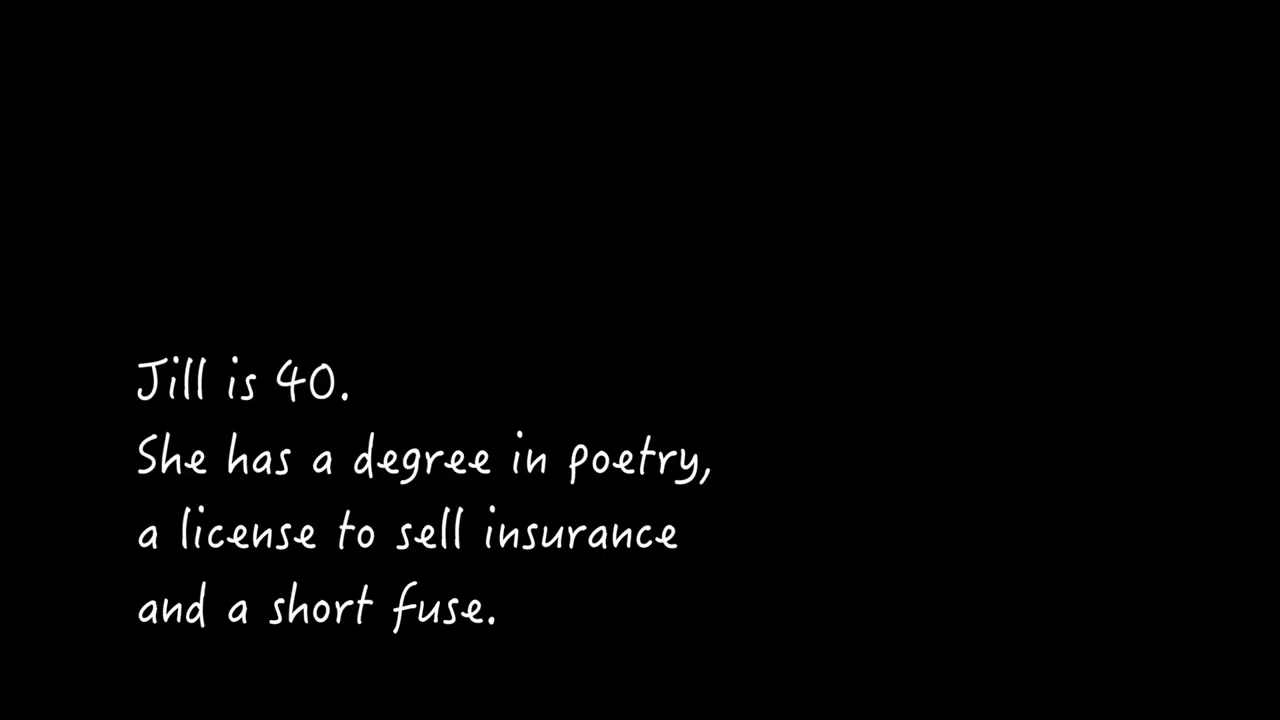 Jill is 40.
She has a degree in poetry,
a license to sell insurance
and a short fuse.